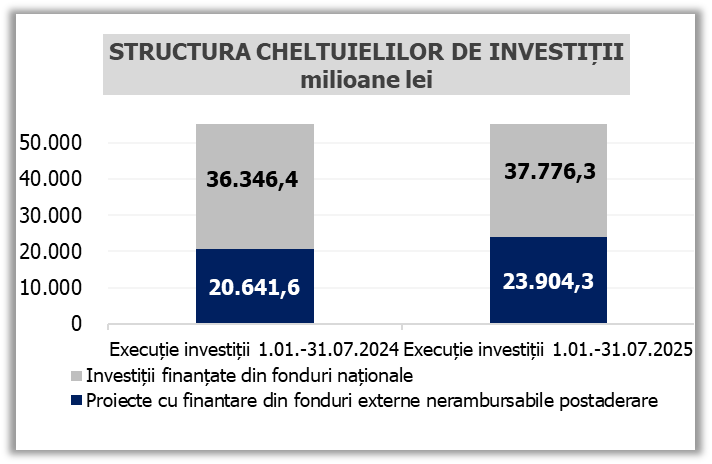 STRUCTURA CHELTUIELILOR DE INVESTIȚII
milioane lei
50.000
40.000
30.000
20.000
10.000
0
36.346,4
37.776,3
20.641,6
23.904,3
Execuție investiții 1.01.-31.07.2024 Execuție investiții 1.01.-31.07.2025
Investiții finanțate din fonduri naționale
Proiecte cu finantare din fonduri externe nerambursabile postaderare